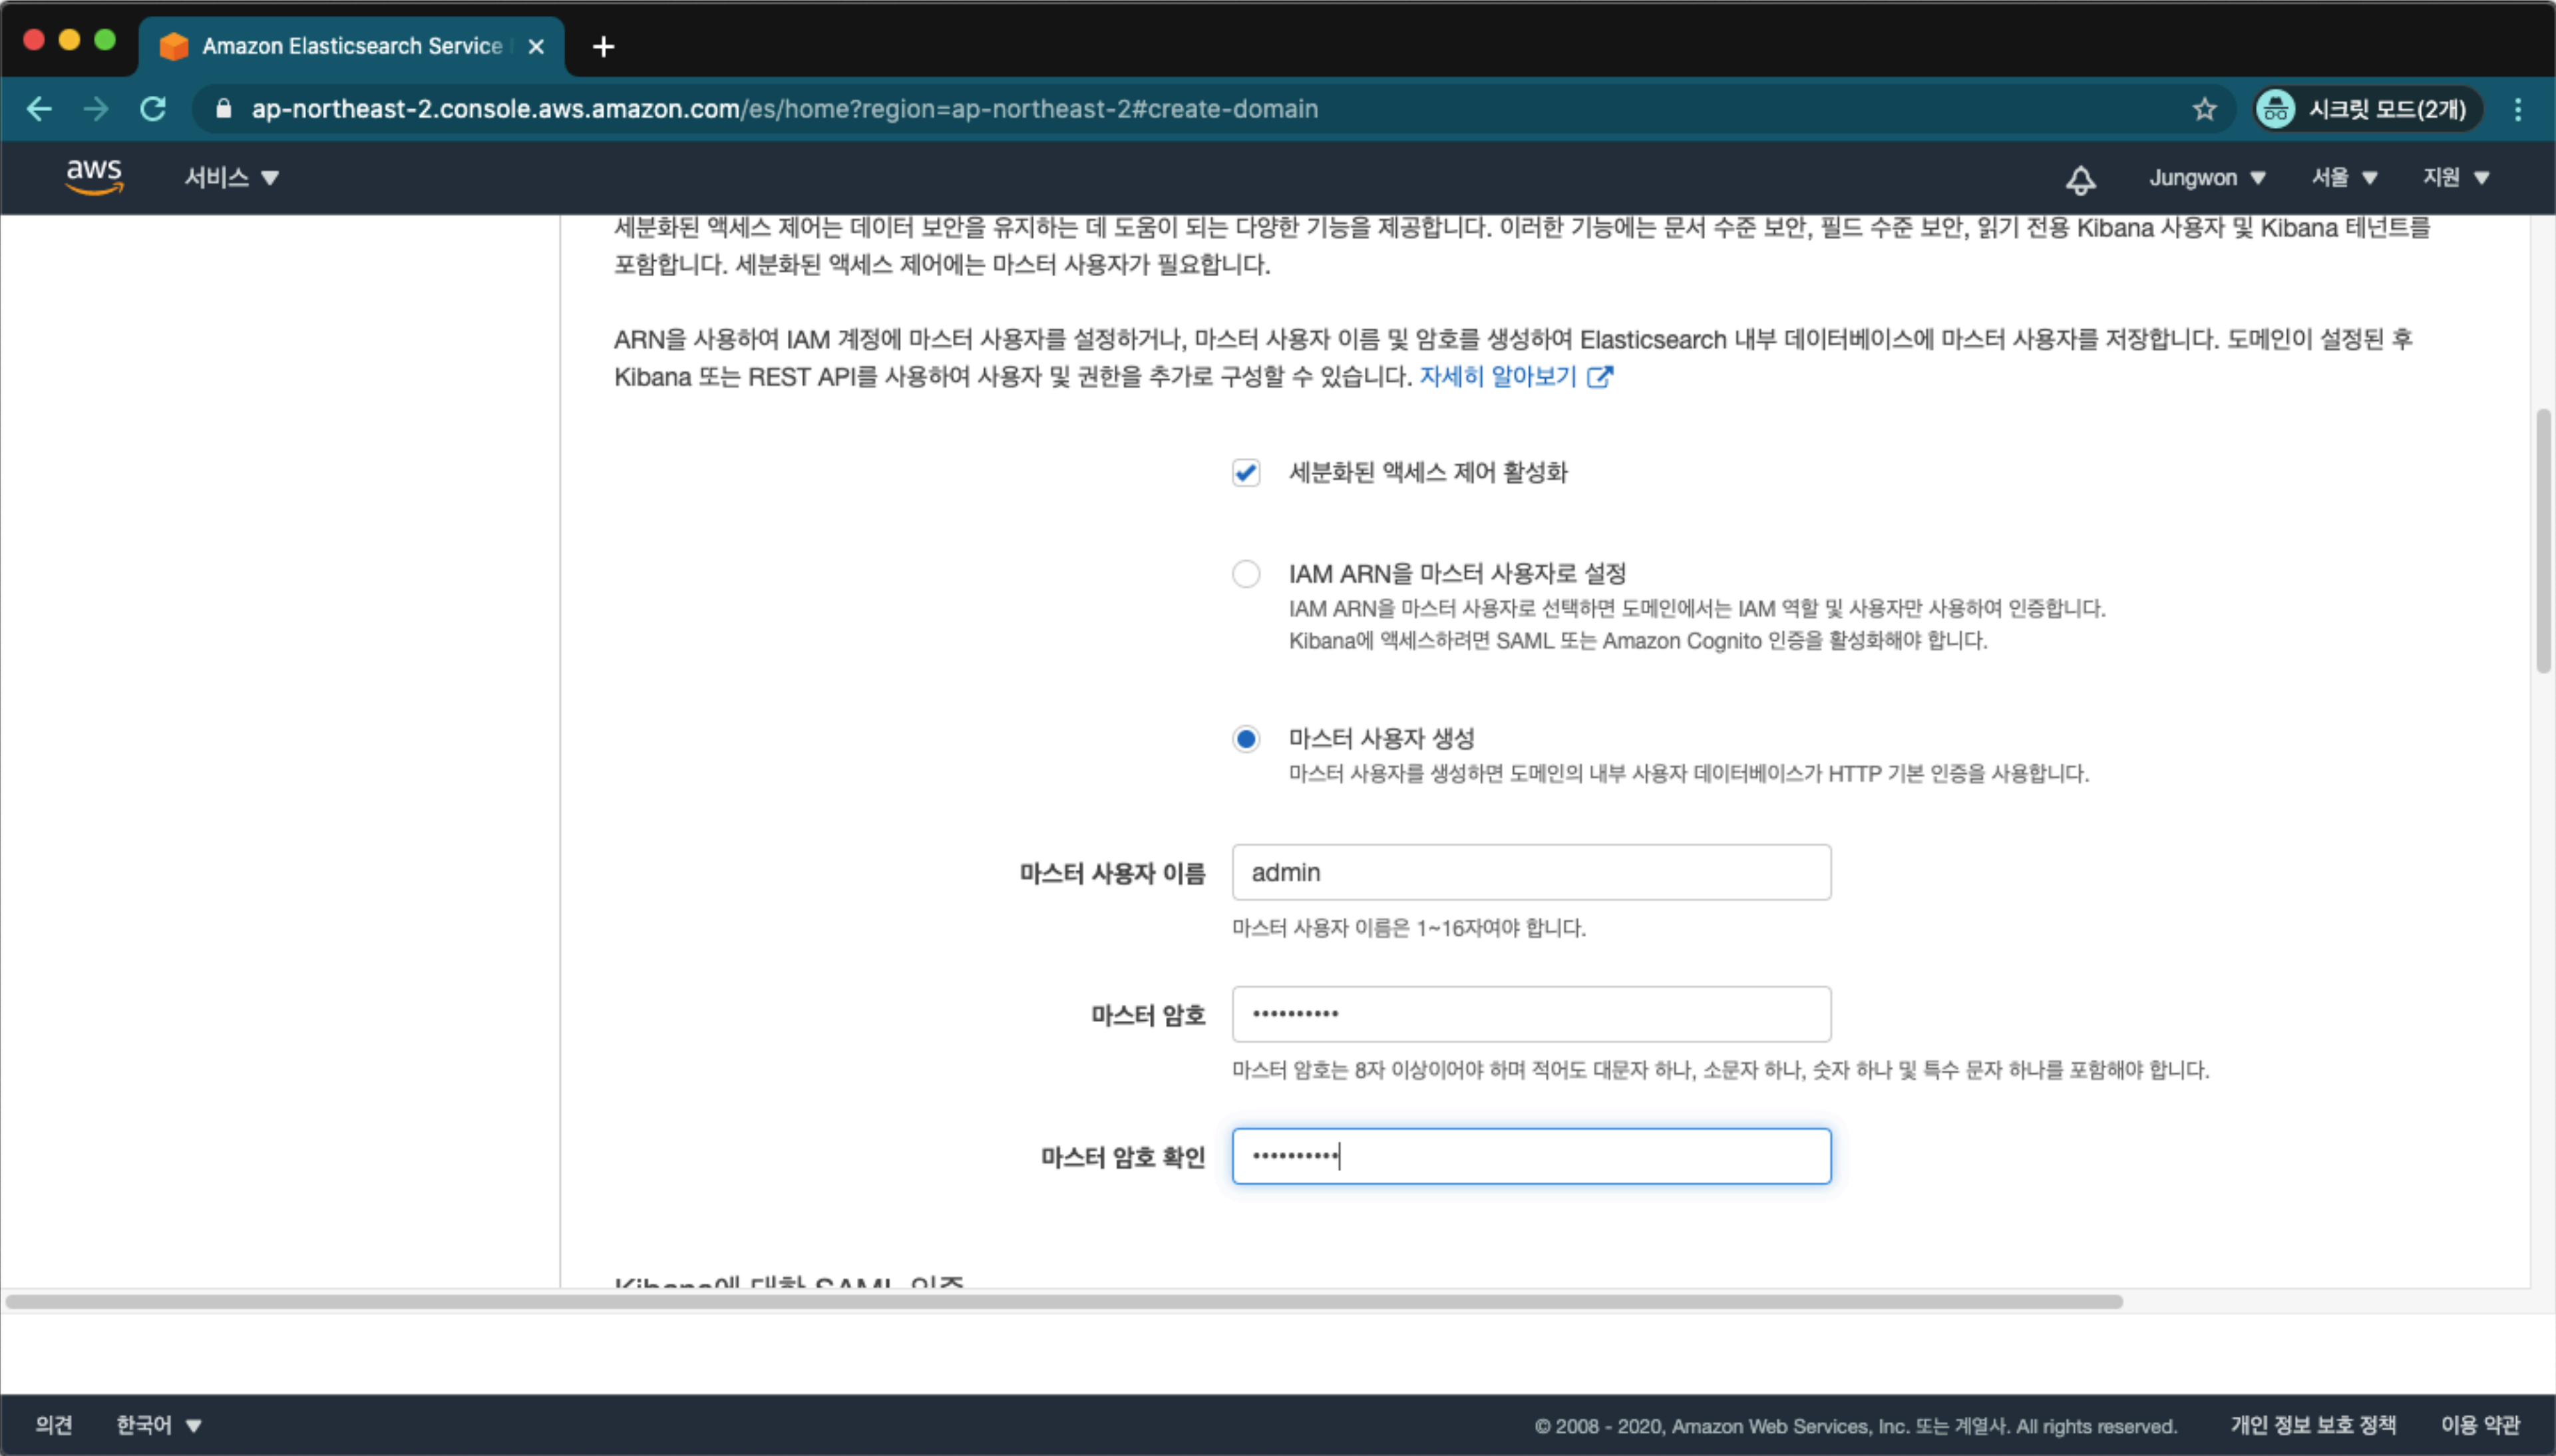 Amazon Elasticsearch Service
ap-northeast-2.console.aws.amazon.com/es/home?region=ap-northeast-2#create-domain
시크릿 모드(2개)
aws
서비스
Jungwon
서울
지원
세분화된 액세스 제어는 데이터 보안을 유지하는 데 도움이 되는 다양한 기능을 제공합니다. 이러한 기능에는 문서 수준 보안, 필드 수준 보안, 읽기 전용 Kibana 사용자 및 Kibana 테넌트를
포함합니다. 세분화된 액세스 제어에는 마스터 사용자가 필요합니다.
ARN을 사용하여 IAM 계정에 마스터 사용자를 설정하거나, 마스터 사용자 이름 및 암호를 생성하여 Elasticsearch 내부 데이터베이스에 마스터 사용자를 저장합니다. 도메인이 설정된 후
Kibana 또는 REST API를 사용하여 사용자 및 권한을 추가로 구성할 수 있습니다. 자세히 알아보기
세분화된 액세스 제어 활성화
IAM ARN을 마스터 사용자로 설정
IAM ARN을 마스터 사용자로 선택하면 도메인에서는 IAM 역할 및 사용자만 사용하여 인증합니다.
Kibana에 액세스하려면 SAML 또는 Amazon Cognito 인증을 활성화해야 합니다.
마스터 사용자 생성
마스터 사용자를 생성하면 도메인의 내부 사용자 데이터베이스가 HTTP 기본 인증을 사용합니다.
마스터 사용자 이름
admin
마스터 사용자 이름은 1~16자여야 합니다.
마스터 암호
••••••••••
마스터 암호는 8자 이상이어야 하며 적어도 대문자 하나, 소문자 하나, 숫자 하나 및 특수 문자 하나를 포함해야 합니다.
마스터 암호 확인
••••••••••
Kibana에 대한 SAML 인증
의견
한국어
© 2008 - 2020, Amazon Web Services, Inc. 또는 계열사. All rights reserved.
개인 정보 보호 정책
이용 약관